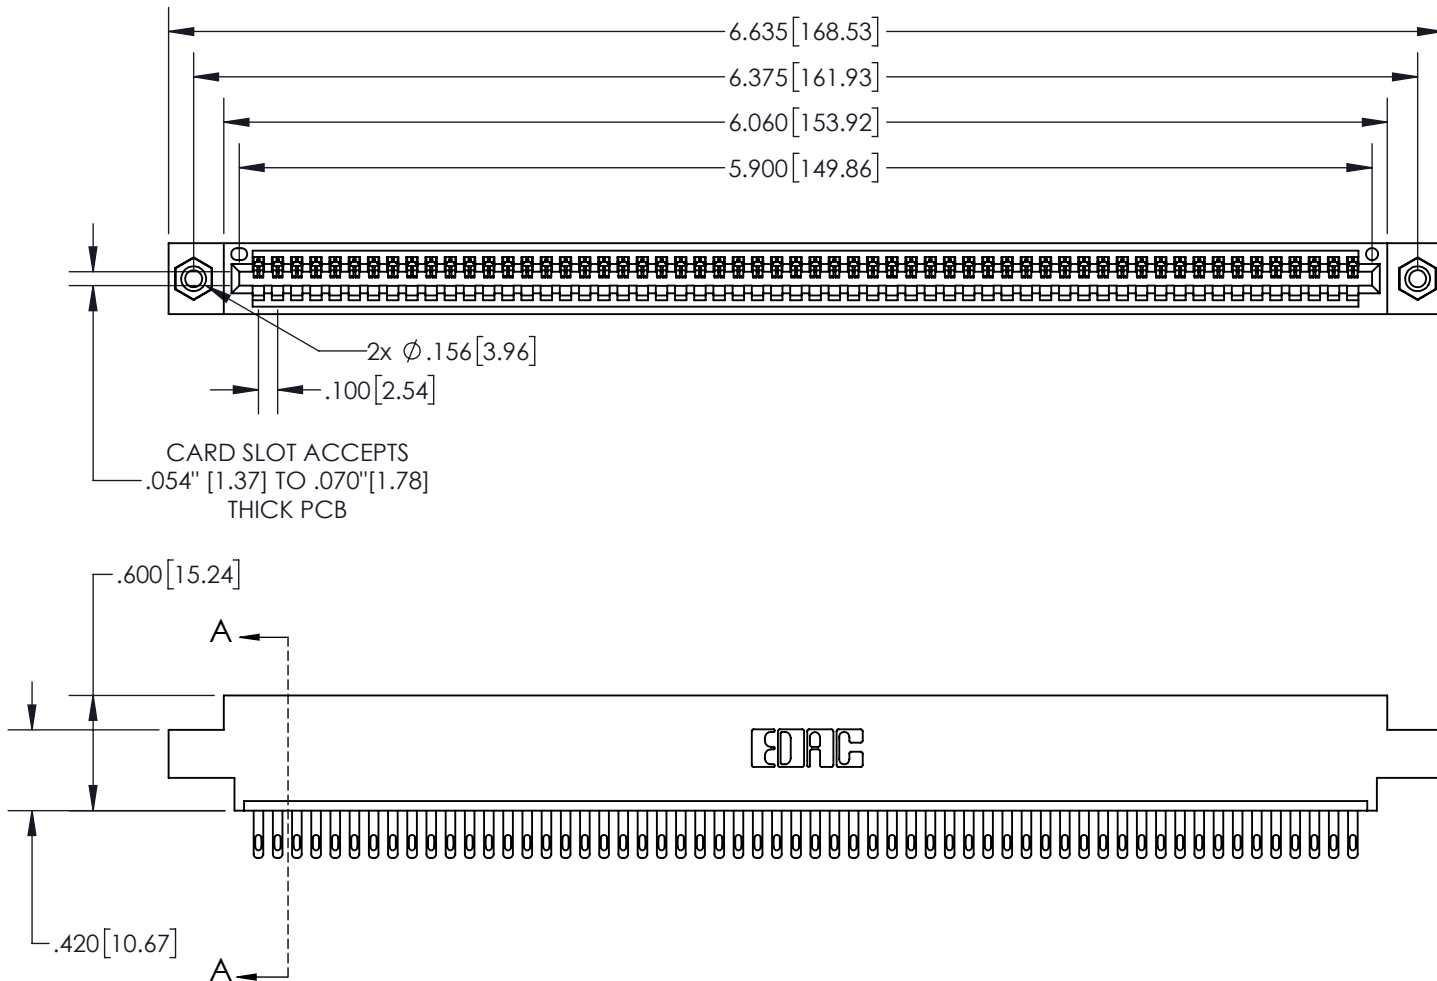 6.635[168.53]
6.375[161.93]
6.060[153.92]
5.900[149.86]
2x Ø.156[3.96]
.100[2.54]
CARD SLOT ACCEPTS
.054" [1.37] TO .070"[1.78]
THICK PCB
.600[15.24]
A
EDAC
.420[10.67]
A